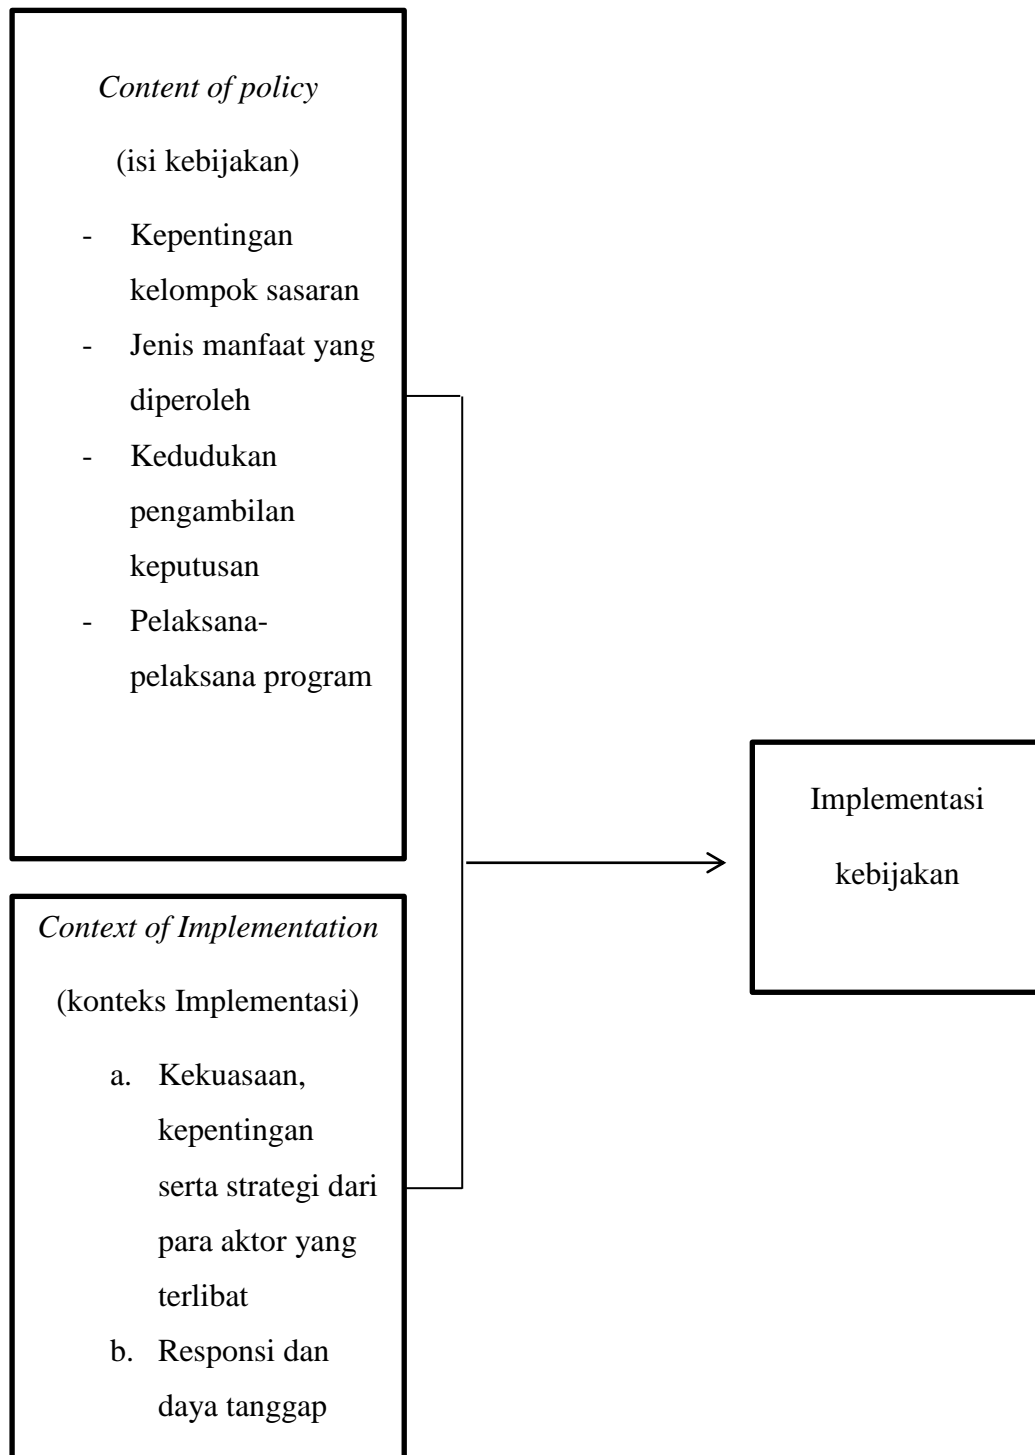 Content of policy
(isi kebijakan)
- Kepentingan
kelompok sasaran
- Jenis manfaat yang
diperoleh
- Kedudukan
pengambilan
keputusan
- Pelaksana-
pelaksana program
Implementasi
kebijakan
Context of Implementation
(konteks Implementasi)
a. Kekuasaan,
kepentingan
serta strategi dari
para aktor yang
terlibat
b. Responsi dan
daya tanggap